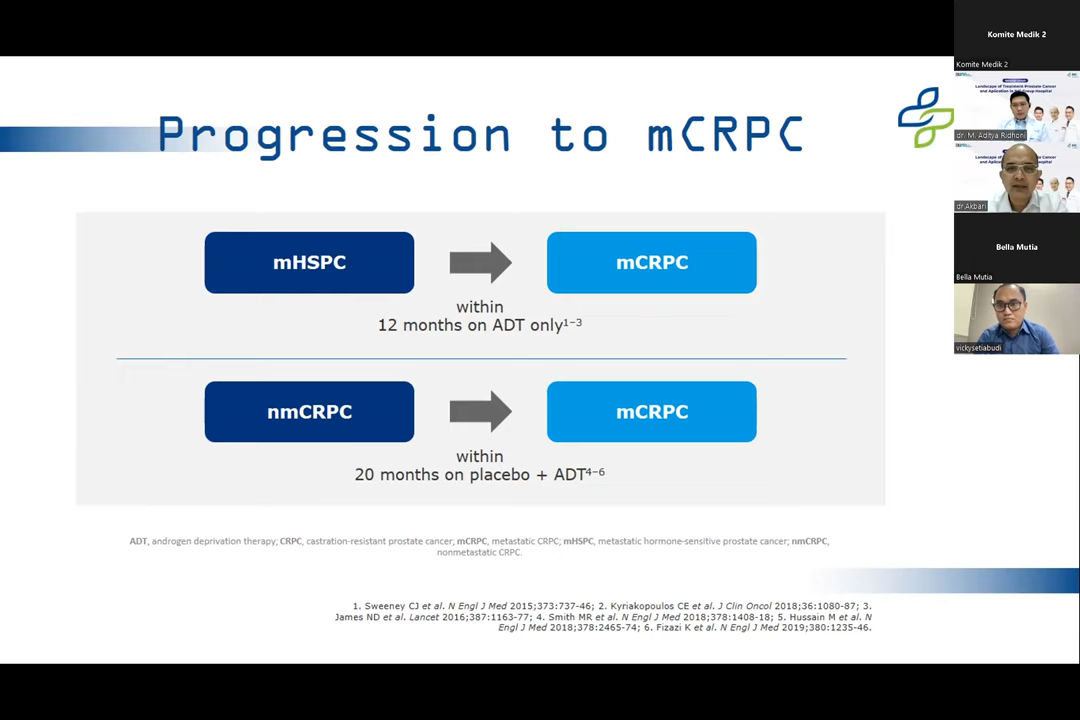 Progression to mCRPC
mHSPC
mCRPC
within
12 months on ADT only¹⁻³
nmCRPC
mCRPC
within
20 months on placebo + ADT⁴⁻⁶
ADT, androgen deprivation therapy; CRPC, castration-resistant prostate cancer; mCRPC, metastatic CRPC; mHSPC, metastatic hormone-sensitive prostate cancer; nmCRPC,
nonmetastatic CRPC.
1. Sweeney CJ et al. N Engl J Med 2015;373:737-46; 2. Kyriakopoulos CE et al. J Clin Oncol 2018;36:1080-87; 3.
James ND et al. Lancet 2016;387:1163-77; 4. Smith MR et al. N Engl J Med 2018;378:1408-18; 5. Hussain M et al. N
Engl J Med 2018;378:2465-74; 6. Fizazi K et al. N Engl J Med 2019;380:1235-46.
Komite Medik 2
Komite Medik 2
Landscape of Treatment Prostate Cancer
dr. M. Aditya Ridhoni
dr.Akbari
Bella Mutia
Bella Mutia
vickysetiabudi